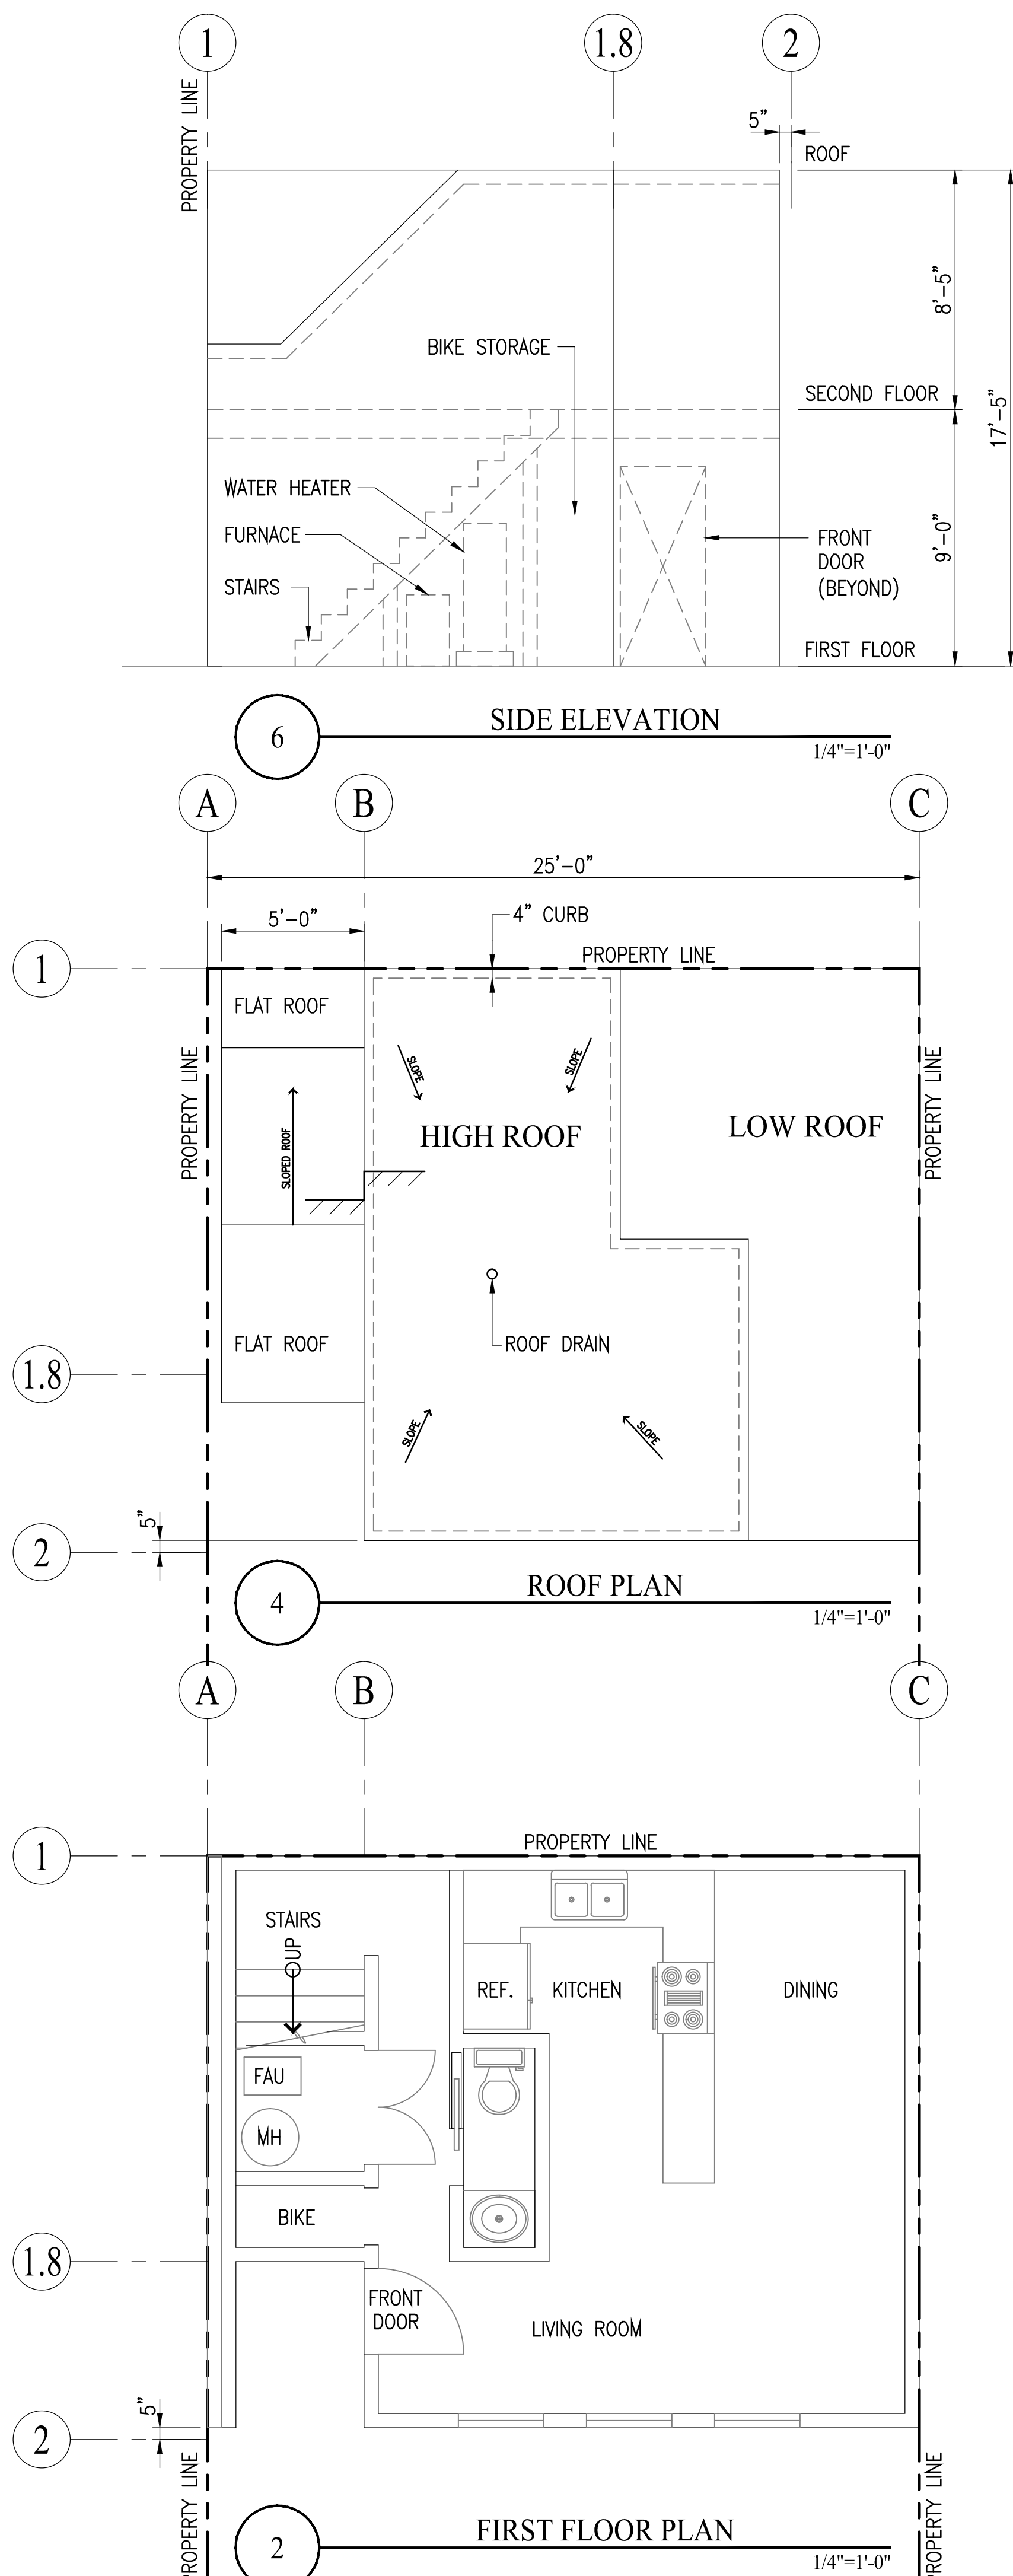 1
1.8
2
PROPERTY LINE
5"
ROOF
8'-5"
BIKE STORAGE
SECOND FLOOR
17'-5"
WATER HEATER
FURNACE
STAIRS
FRONT
DOOR
(BEYOND)
9'-0"
FIRST FLOOR
6
SIDE ELEVATION
1/4"=1'-0"
A
B
C
25'-0"
5'-0"
4" CURB
PROPERTY LINE
1
FLAT ROOF
PROPERTY LINE
SLOPE
SLOPE
PROPERTY LINE
HIGH ROOF
LOW ROOF
SLOPED ROOF
FLAT ROOF
ROOF DRAIN
1.8
SLOPE
SLOPE
5"
2
4
ROOF PLAN
1/4"=1'-0"
A
B
C
1
PROPERTY LINE
STAIRS
UP
REF.
KITCHEN
DINING
FAU
MH
BIKE
1.8
FRONT
DOOR
LIVING ROOM
5"
2
PROPERTY LINE
PROPERTY LINE
2
FIRST FLOOR PLAN
1/4"=1'-0"